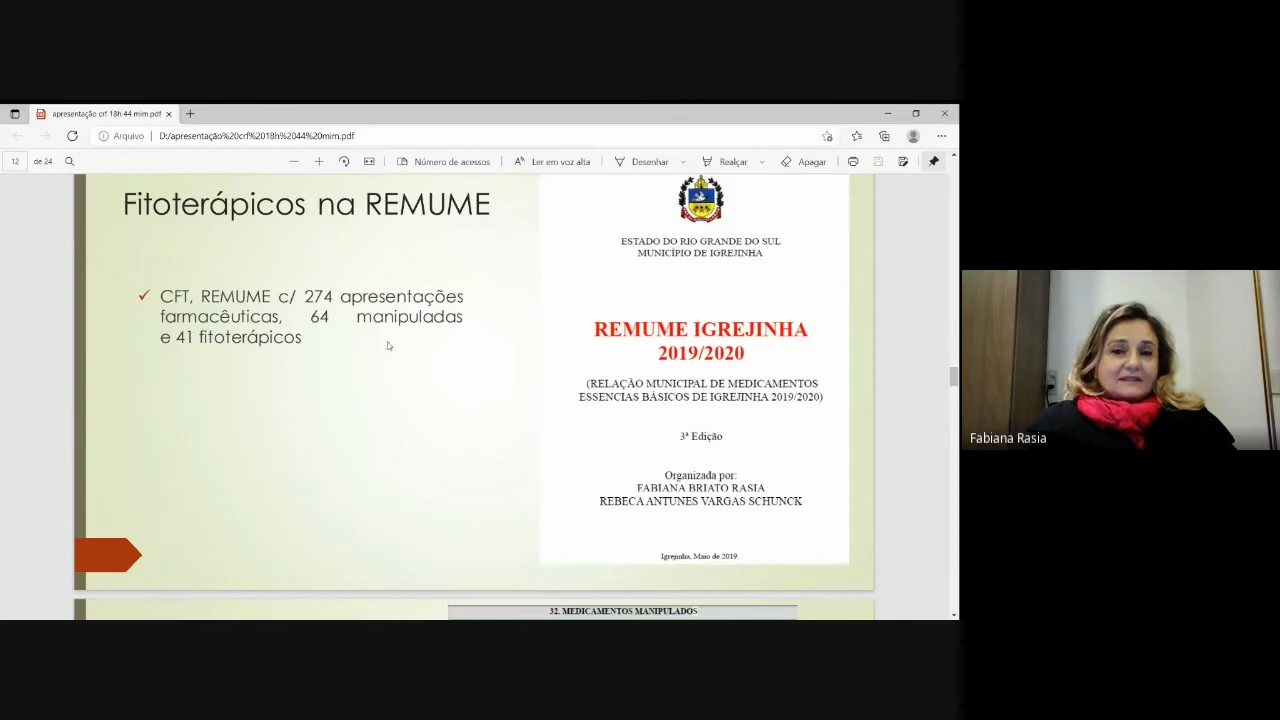 apresentação crf 18h 44 mim.pdf
Arquivo
D:/apresentação%20crf%2018h%2044%20mim.pdf
12 de 24
Número de acessos
Ler em voz alta
Desenhar
Realçar
Apagar
Fitoterápicos na REMUME
CFT, REMUME c/ 274 apresentações
farmacêuticas, 64 manipuladas
e 41 fitoterápicos
ESTADO DO RIO GRANDE DO SUL
MUNICÍPIO DE IGREJINHA
REMUME IGREJINHA
2019/2020
(RELAÇÃO MUNICIPAL DE MEDICAMENTOS
ESSENCIAS BÁSICOS DE IGREJINHA 2019/2020)
3ª Edição
Organizada por:
FABIANA BRIATO RASIA
REBECA ANTUNES VARGAS SCHUNCK
Igrejinha, Maio de 2019.
32. MEDICAMENTOS MANIPULADOS
Fabiana Rasia